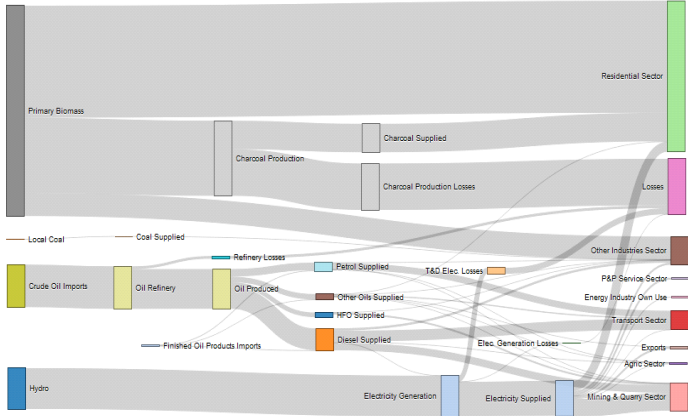 Residential Sector
Primary Biomass
Charcoal Supplied
Charcoal Production
Charcoal Production Losses
Losses
Local Coal
Coal Supplied
Other Industries Sector
Refinery Losses
Petrol Supplied
T&D Elec. Losses
P&P Service Sector
Crude Oil Imports
Oil Refinery
Oil Produced
Other Oils Supplied
Energy Industry Own Use
HFO Supplied
Transport Sector
Finished Oil Products Imports
Diesel Supplied
Elec. Generation Losses
Exports
Agric Sector
Hydro
Electricity Generation
Electricity Supplied
Mining & Quarry Sector